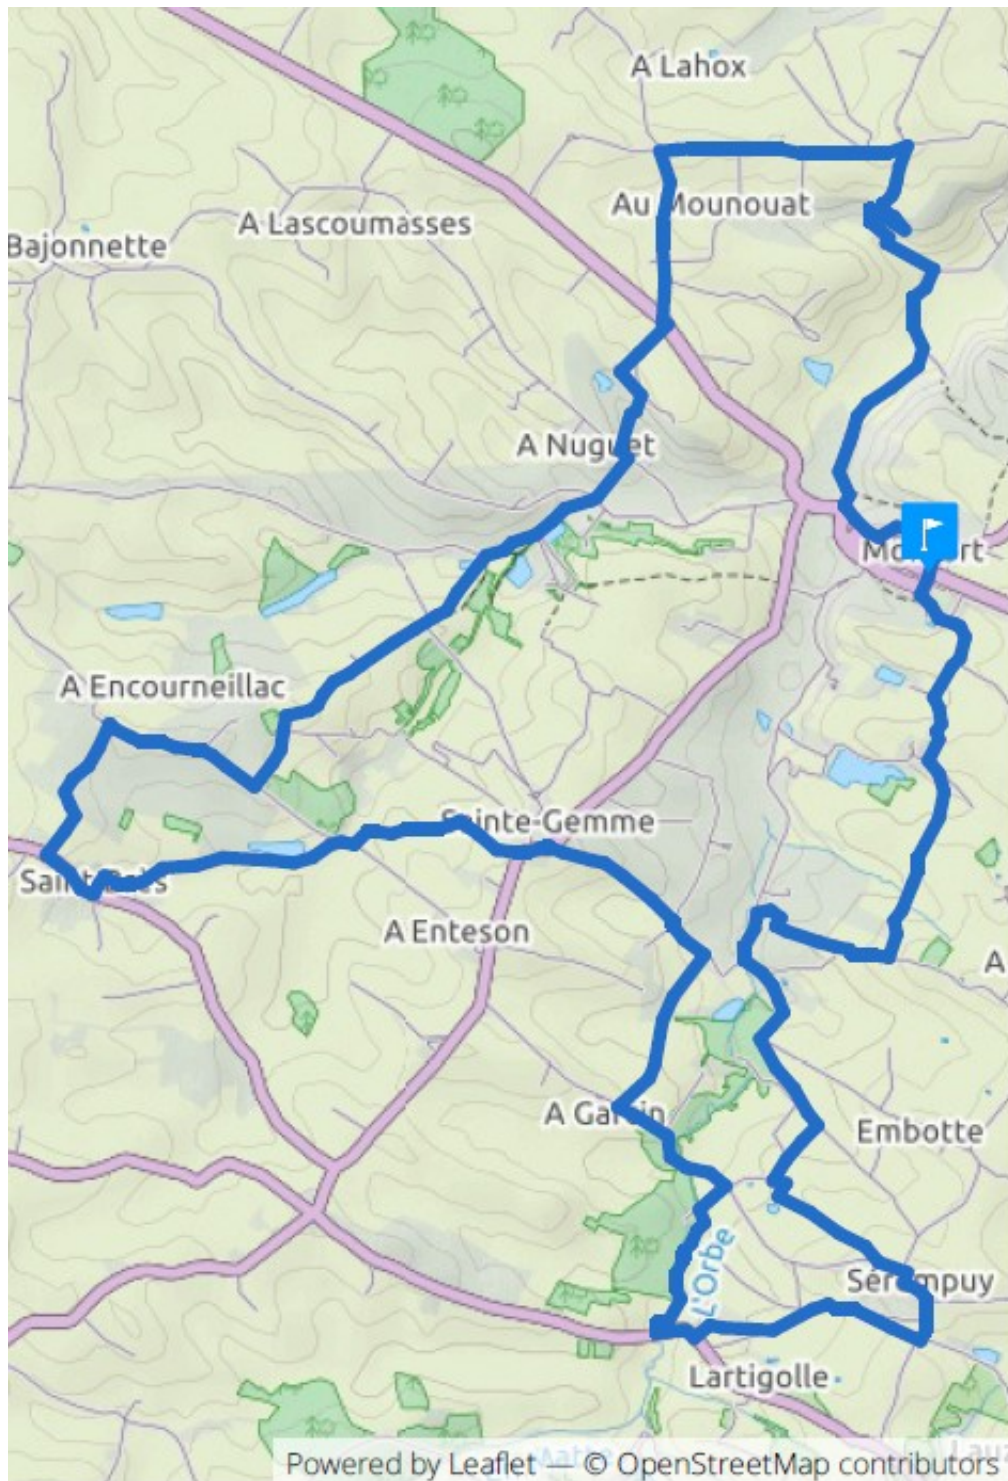 A Lahox
Au Mounouat
A Lascoumasses
Bajonnette
A Nuguet
A Encourneillac
Sainte-Gemme
A Enteson
A
Embotte
L'Orbe
Lartigolle
Powered by Leaflet — © OpenStreetMap contributors